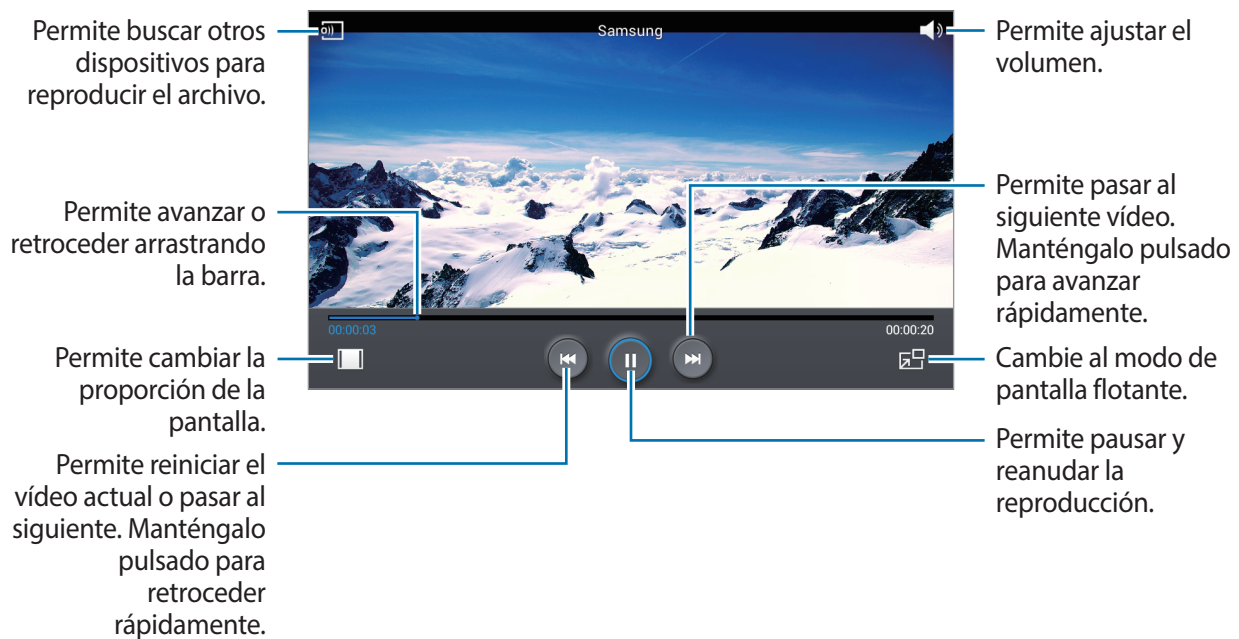 Permite buscar otros
dispositivos para
reproducir el archivo.
Samsung
Permite ajustar el
volumen.
Permite avanzar o
retroceder arrastrando
la barra.
Permite pasar al
siguiente vídeo.
Manténgalo pulsado
para avanzar
rápidamente.
00:00:03
00:00:20
Permite cambiar la
proporción de la
pantalla.
Cambie al modo de
pantalla flotante.
Permite reiniciar el
vídeo actual o pasar al
siguiente. Manténgalo
pulsado para
retroceder
rápidamente.
Permite pausar y
reanudar la
reproducción.